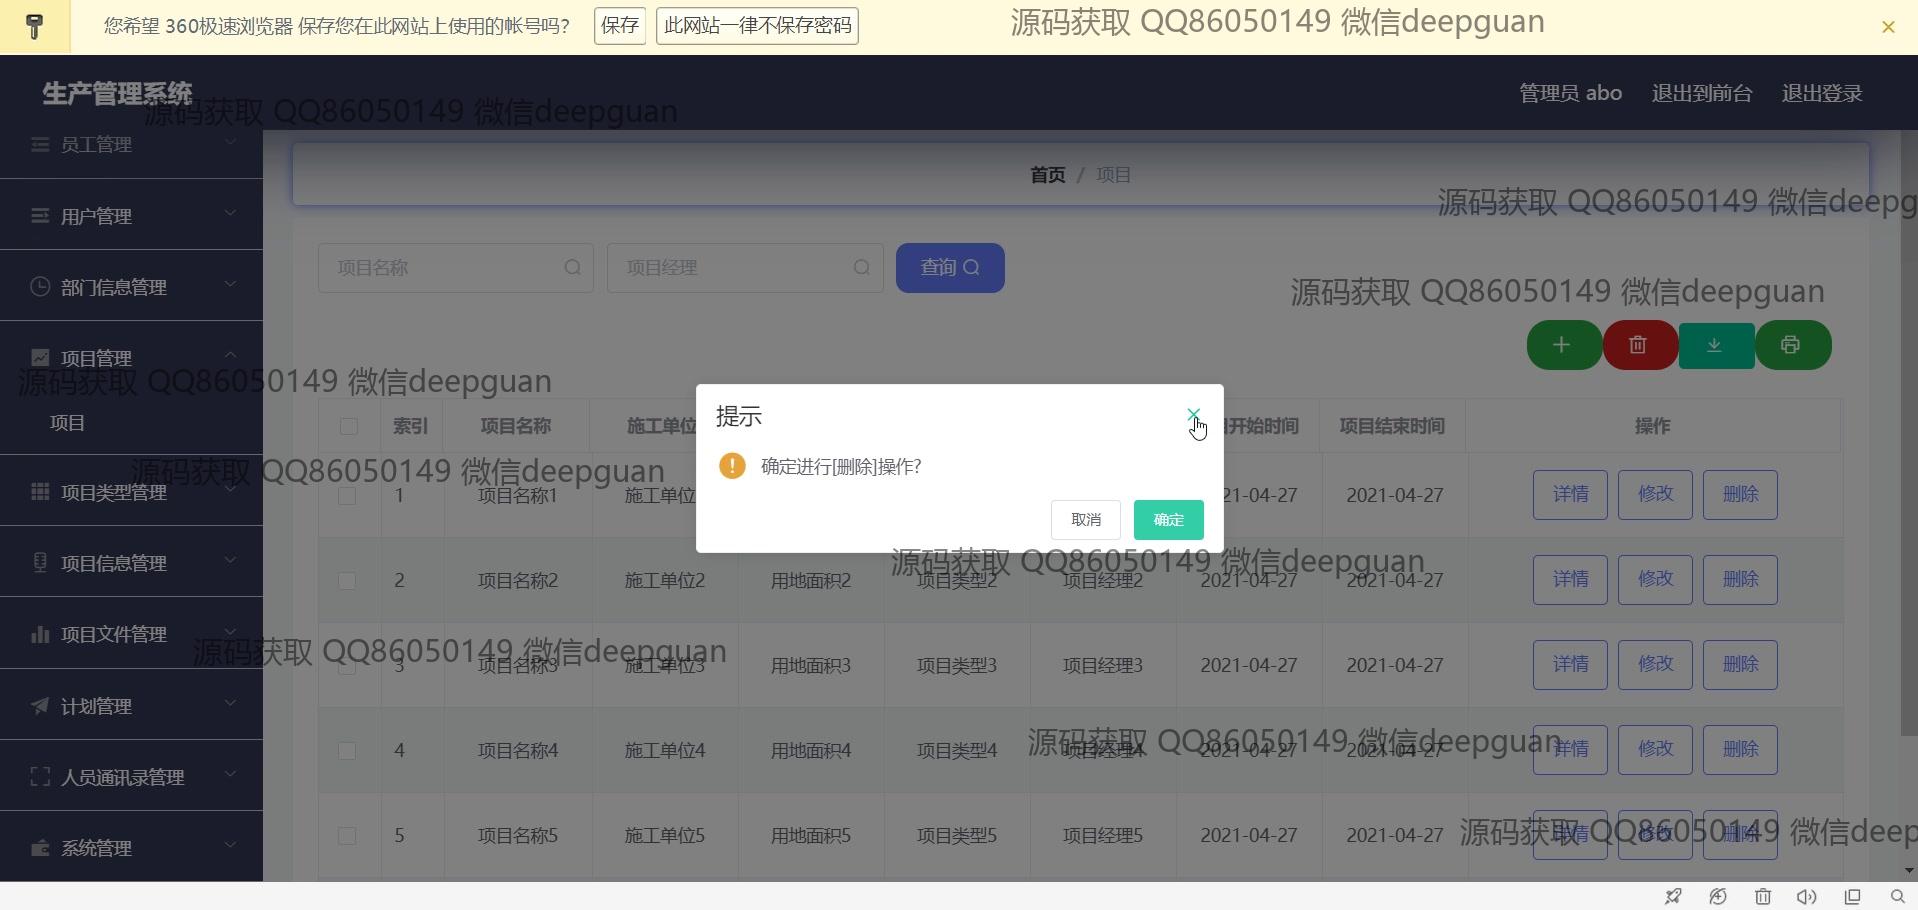 您希望 360极速浏览器 保存您在此网站上使用的帐号吗? 保存 此网站一律不保存密码
源码获取 QQ86050149 微信deepguan
生产管理系统
管理员 abo 退出到前台 退出登录
源码获取 QQ86050149 微信deepguan
员工管理
用户管理
部门信息管理
项目管理
项目
项目类型管理
项目信息管理
项目文件管理
计划管理
人员通讯录管理
系统管理
首页 / 项目
源码获取 QQ86050149 微信deepg
项目名称 项目经理 查询
源码获取 QQ86050149 微信deepguan
源码获取 QQ86050149 微信deepguan
提示
确定进行[删除]操作?
取消 确定
索引 项目名称 施工单位 开始时间 项目结束时间 操作
源码获取 QQ86050149 微信deepguan
1 项目名称1 施工单位 21-04-27 2021-04-27 详情 修改 删除
源码获取 QQ86050149 微信deepguan
2 项目名称2 施工单位2 用地面积2 项目类型2 项目经理2 2021-04-27 2021-04-27 详情 修改 删除
源码获取 QQ86050149 微信deepguan
3 项目名称3 施工单位3 用地面积3 项目类型3 项目经理3 2021-04-27 2021-04-27 详情 修改 删除
源码获取 QQ86050149 微信deepguan
4 项目名称4 施工单位4 用地面积4 项目类型4 项目经理4 2021-04-27 2021-04-27 详情 修改 删除
源码获取 QQ86050149 微信deep
5 项目名称5 施工单位5 用地面积5 项目类型5 项目经理5 2021-04-27 2021-04-27 详情 修改 删除